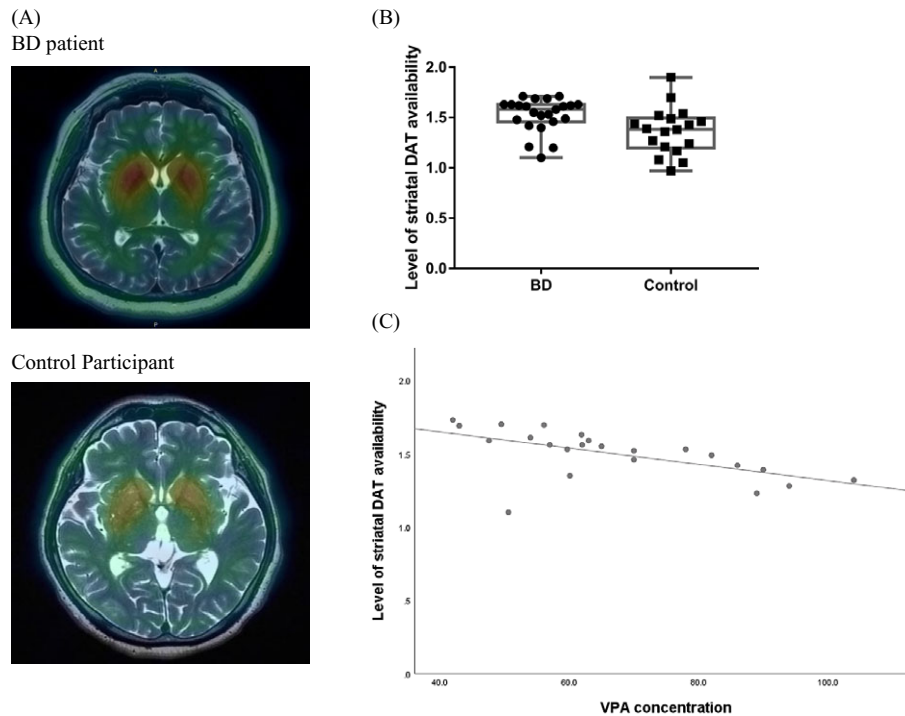 (A)
BD patient
A
P
Control Participant
(B)
Level of striatal DAT availability
2.0
1.5
1.0
0.5
0.0
BD
Control
(C)
Level of striatal DAT availability
2.0
1.5
1.0
.5
.0
40.0 60.0 80.0 100.0
VPA concentration